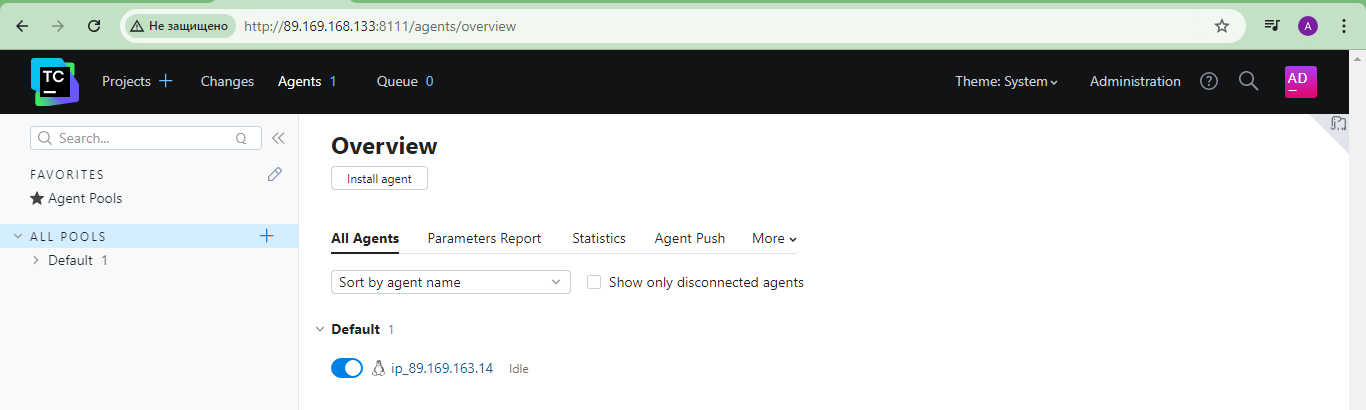 Не защищено http://89.169.168.133:8111/agents/overview A
TC Projects Changes Agents 1 Queue 0 Theme: System Administration ? AD
Search... Q
Overview
Install agent
FAVORITES
Agent Pools
ALL POOLS
Default 1
All Agents Parameters Report Statistics Agent Push More
Sort by agent name Show only disconnected agents
Default 1
ip_89.169.163.14 Idle